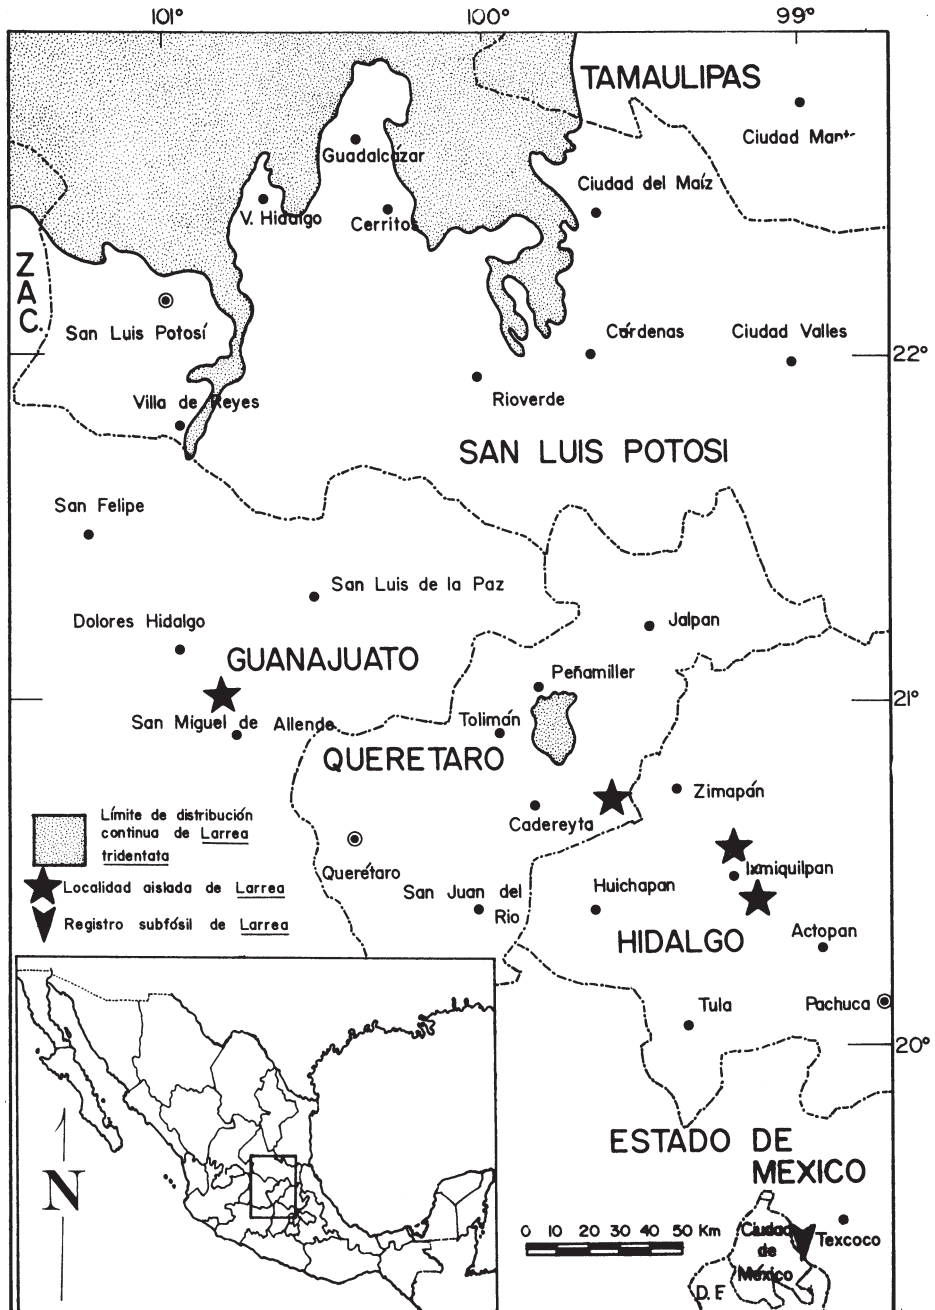 101°
100°
99°
TAMAULIPAS
Ciudad
Guadalcázar
Ciudad del Maíz
V. Hidalgo
Cerritos
Z
A
C.
San Luis Potosí
Cárdenas
Ciudad Valles
22°
Villa de Reyes
Rioverde
SAN LUIS POTOSI
San Felipe
San Luis de la Paz
Dolores Hidalgo
Jalpan
GUANAJUATO
Peñamiller
21°
San Miguel de Allende
Tolimán
QUERETARO
Zimapán
Límite de distribución
continua de Larrea
tridentata
Cadereyta
Querétaro
Ixmiquilpan
Localidad aislada de Larrea
San Juan del
Rio
Huichapan
Registro subfósil de Larrea
Actopan
HIDALGO
Tula
Pachuca
20°
ESTADO DE
MEXICO
N
0 10 20 30 40 50 Km
Ciudad
de
México
Texcoco
D.F